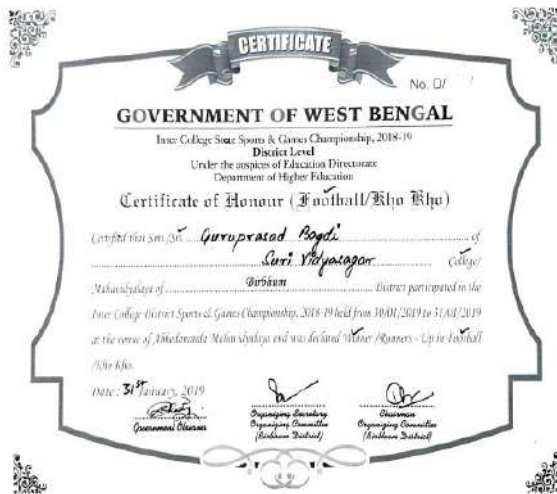 CERTIFICATE
No. D/
GOVERNMENT OF WEST BENGAL
Inter College State Sports & Games Championship, 2018-19
District Level
Under the auspices of Education Directorate
Department of Higher Education
Certificate of Honour (Football/Kho Kho)
Certified that Smt./Sri Guruprasad Bagdi of
Suri Vidyasagar College/
Mahavidyalaya of Birbhum District participated in the
Inter College District Sports & Games Championship, 2018-19 held from 30/01/2019 to 31/01/2019
at the venue of Abhedananda Mahavidyalaya and was declared Winner/Runners - Up in Football
/Kho Kho.
Date : 31st January, 2019
Government Observer
Organizing Secretary
Organizing Committee
(Birbhum District)
Chairman
Organizing Committee
(Birbhum District)